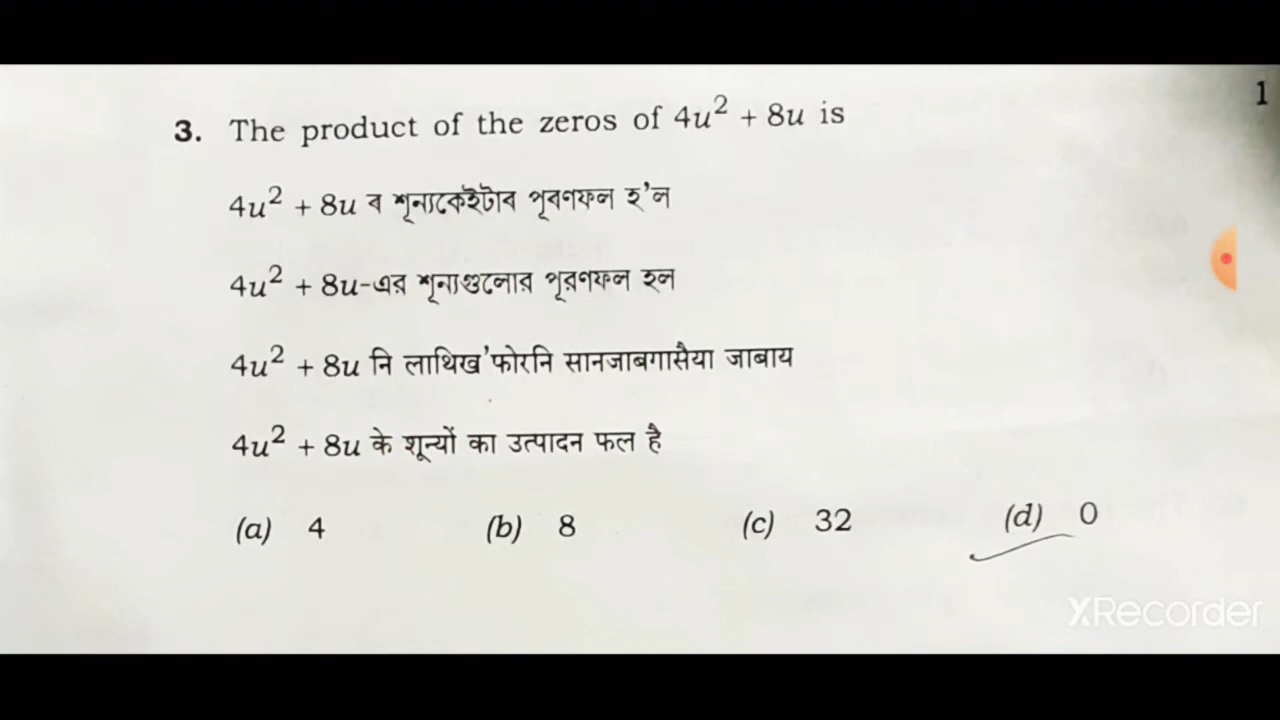 1
3. The product of the zeros of 4u² + 8u is
4u² + 8u ৰ শূন্যকেইটাৰ পূৰণফল হ'ল
4u² + 8u-এর শূন্যগুলোর পূরণফল হল
4u² + 8u नि लाथिख'फोरनि सानजाबगासैया जाबाय
4u² + 8u के शून्यों का उत्पादन फल है
(a) 4 (b) 8 (c) 32 (d) 0
XRecorder